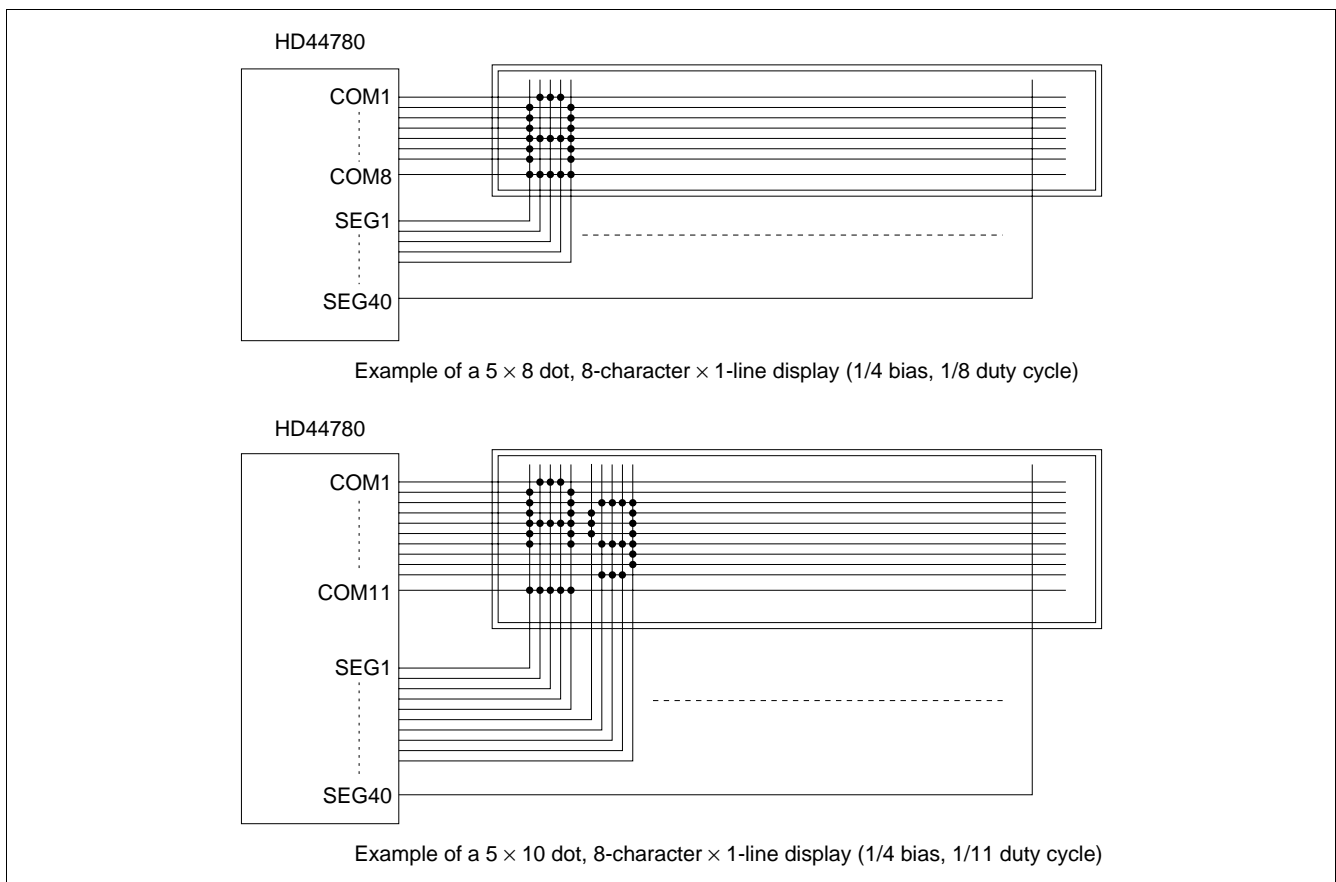 HD44780
COM1
COM8
SEG1
SEG40
Example of a 5 × 8 dot, 8-character × 1-line display (1/4 bias, 1/8 duty cycle)
HD44780
COM1
COM11
SEG1
SEG40
Example of a 5 × 10 dot, 8-character × 1-line display (1/4 bias, 1/11 duty cycle)